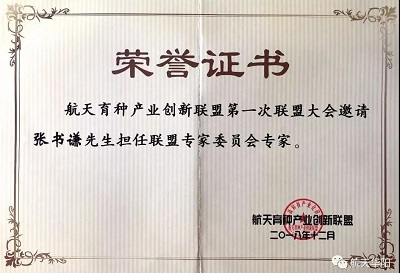 荣誉证书
航天育种产业创新联盟第一次联盟大会邀请
张书谦先生担任联盟专家委员会专家。
航天育种产业创新联盟
二〇一八年十二月